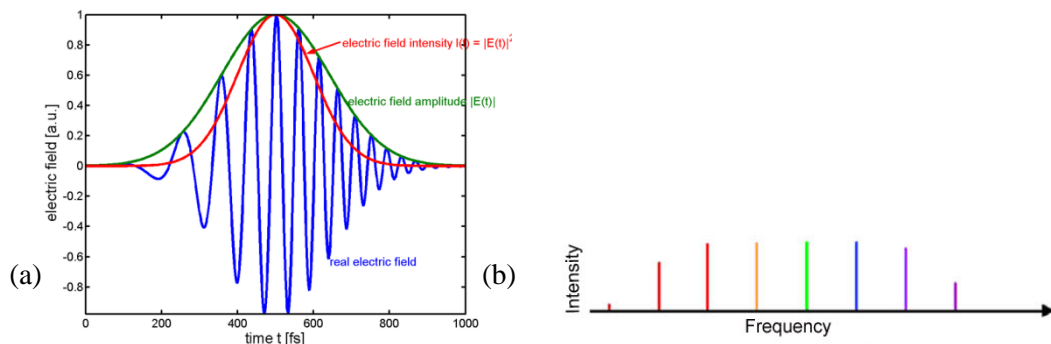 (a)
electric field [a.u.]
1
0.8
0.6
0.4
0.2
0
-0.2
-0.4
-0.6
-0.8
electric field intensity I(t) = |E(t)|²
electric field amplitude |E(t)|
real electric field
0 200 400 600 800 1000
time t [fs]
(b)
Intensity
Frequency